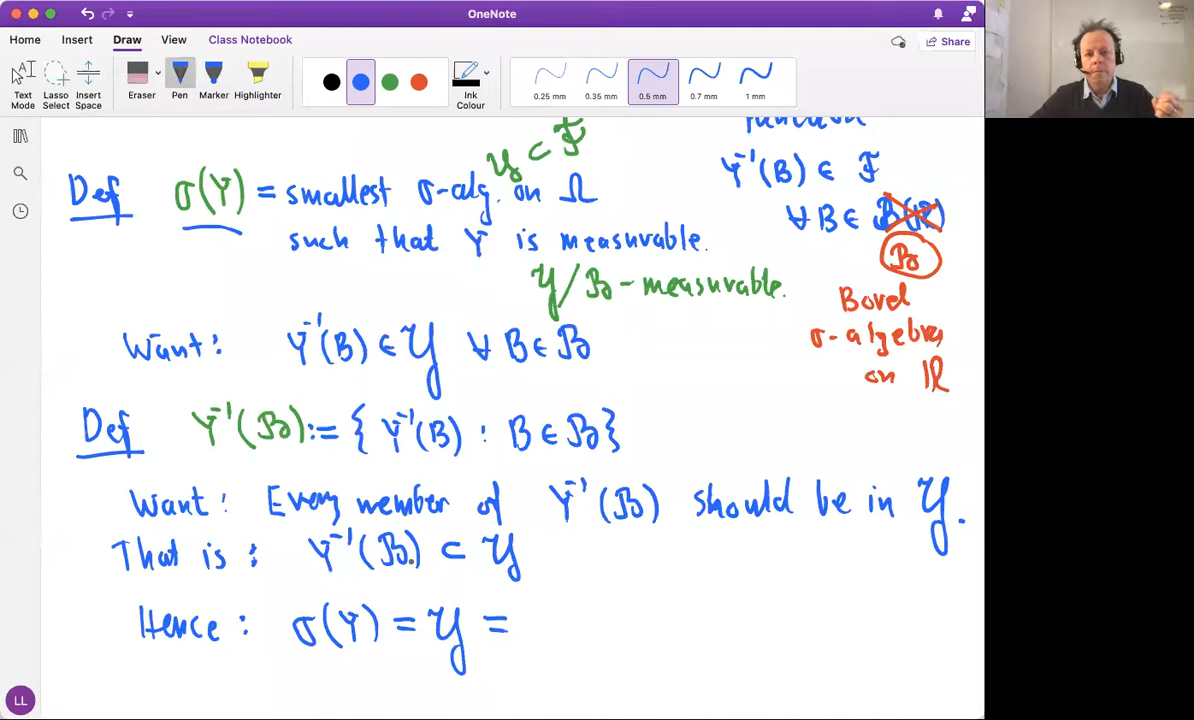 OneNote
Home Insert Draw View Class Notebook
Share
Text Mode
Lasso Select
Insert Space
Eraser
Pen
Marker
Highlighter
Ink Colour
0.25 mm 0.35 mm 0.5 mm 0.7 mm 1 mm
function
𝒴 ⊂ ℱ
Y⁻¹(B) ∈ ℱ
∀ B ∈ ℬ(ℝ)
ℬ
Borel
σ-algebra
on ℝ
Def σ(Y) = smallest σ-alg. on Ω
such that Y is measurable.
𝒴/ℬ-measurable.
Want: Y⁻¹(B) ∈ 𝒴 ∀ B ∈ ℬ
Def Y⁻¹(ℬ) := { Y⁻¹(B) : B ∈ ℬ }
Want: Every member of Y⁻¹(ℬ) should be in 𝒴.
That is: Y⁻¹(ℬ) ⊂ 𝒴
Hence: σ(Y) = 𝒴 =
LL